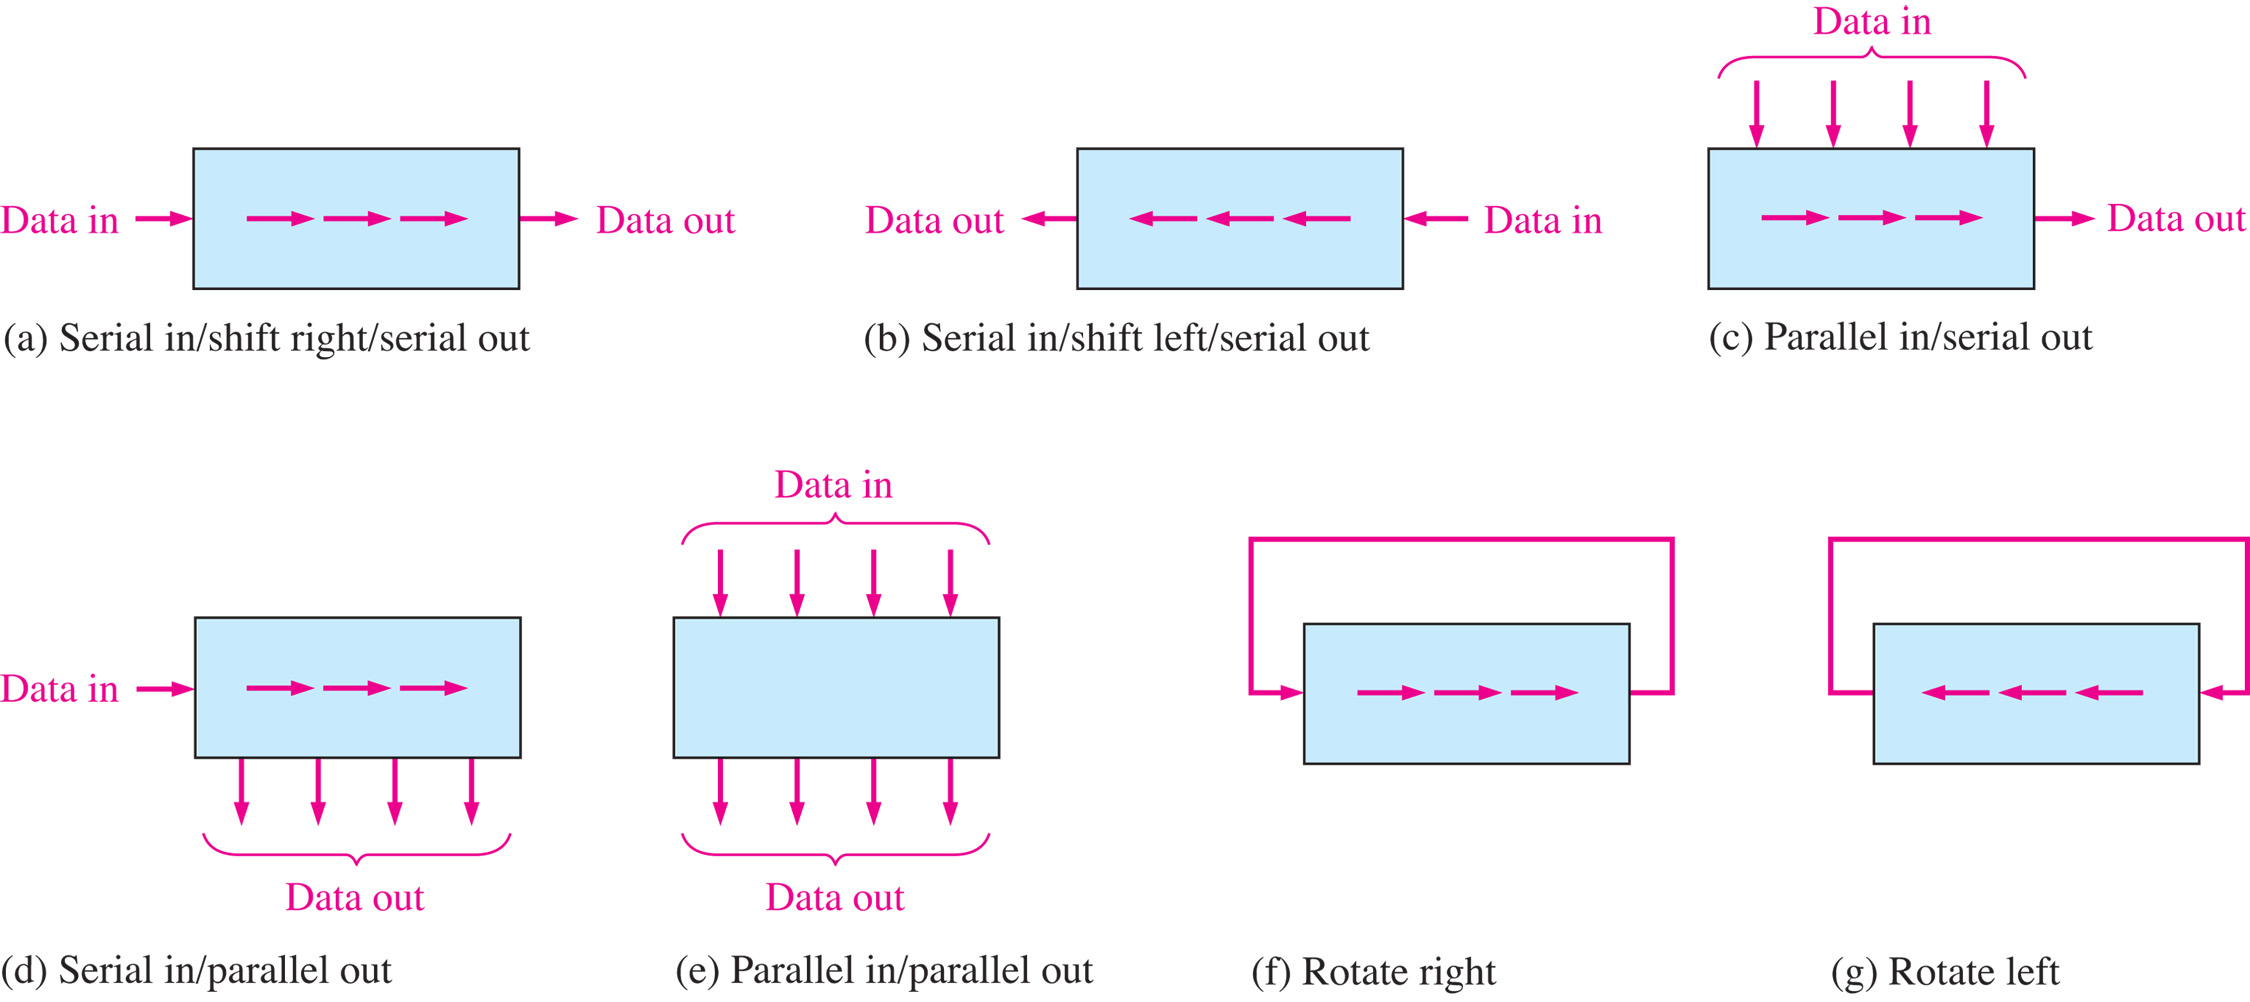 Data in
Data in
Data out
Data out
Data in
Data out
(a) Serial in/shift right/serial out
(b) Serial in/shift left/serial out
(c) Parallel in/serial out
Data in
Data in
Data out
Data out
(d) Serial in/parallel out
(e) Parallel in/parallel out
(f) Rotate right
(g) Rotate left